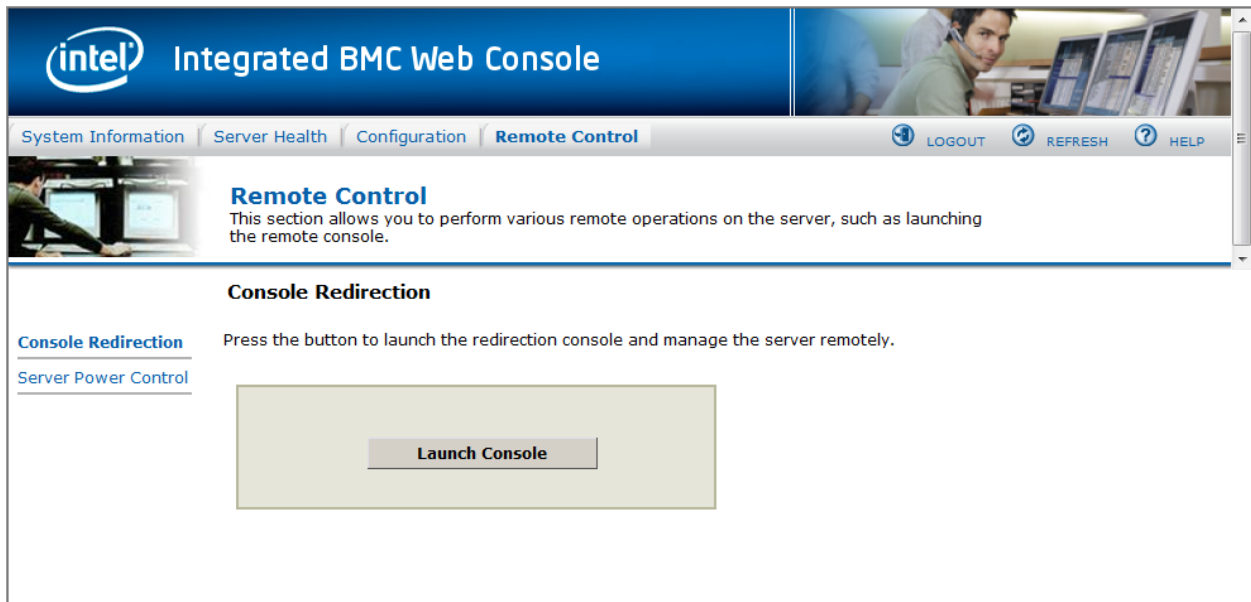 intel Integrated BMC Web Console
System Information Server Health Configuration Remote Control LOGOUT REFRESH ? HELP
Remote Control
This section allows you to perform various remote operations on the server, such as launching
the remote console.
Console Redirection
Console Redirection
Server Power Control
Press the button to launch the redirection console and manage the server remotely.
Launch Console